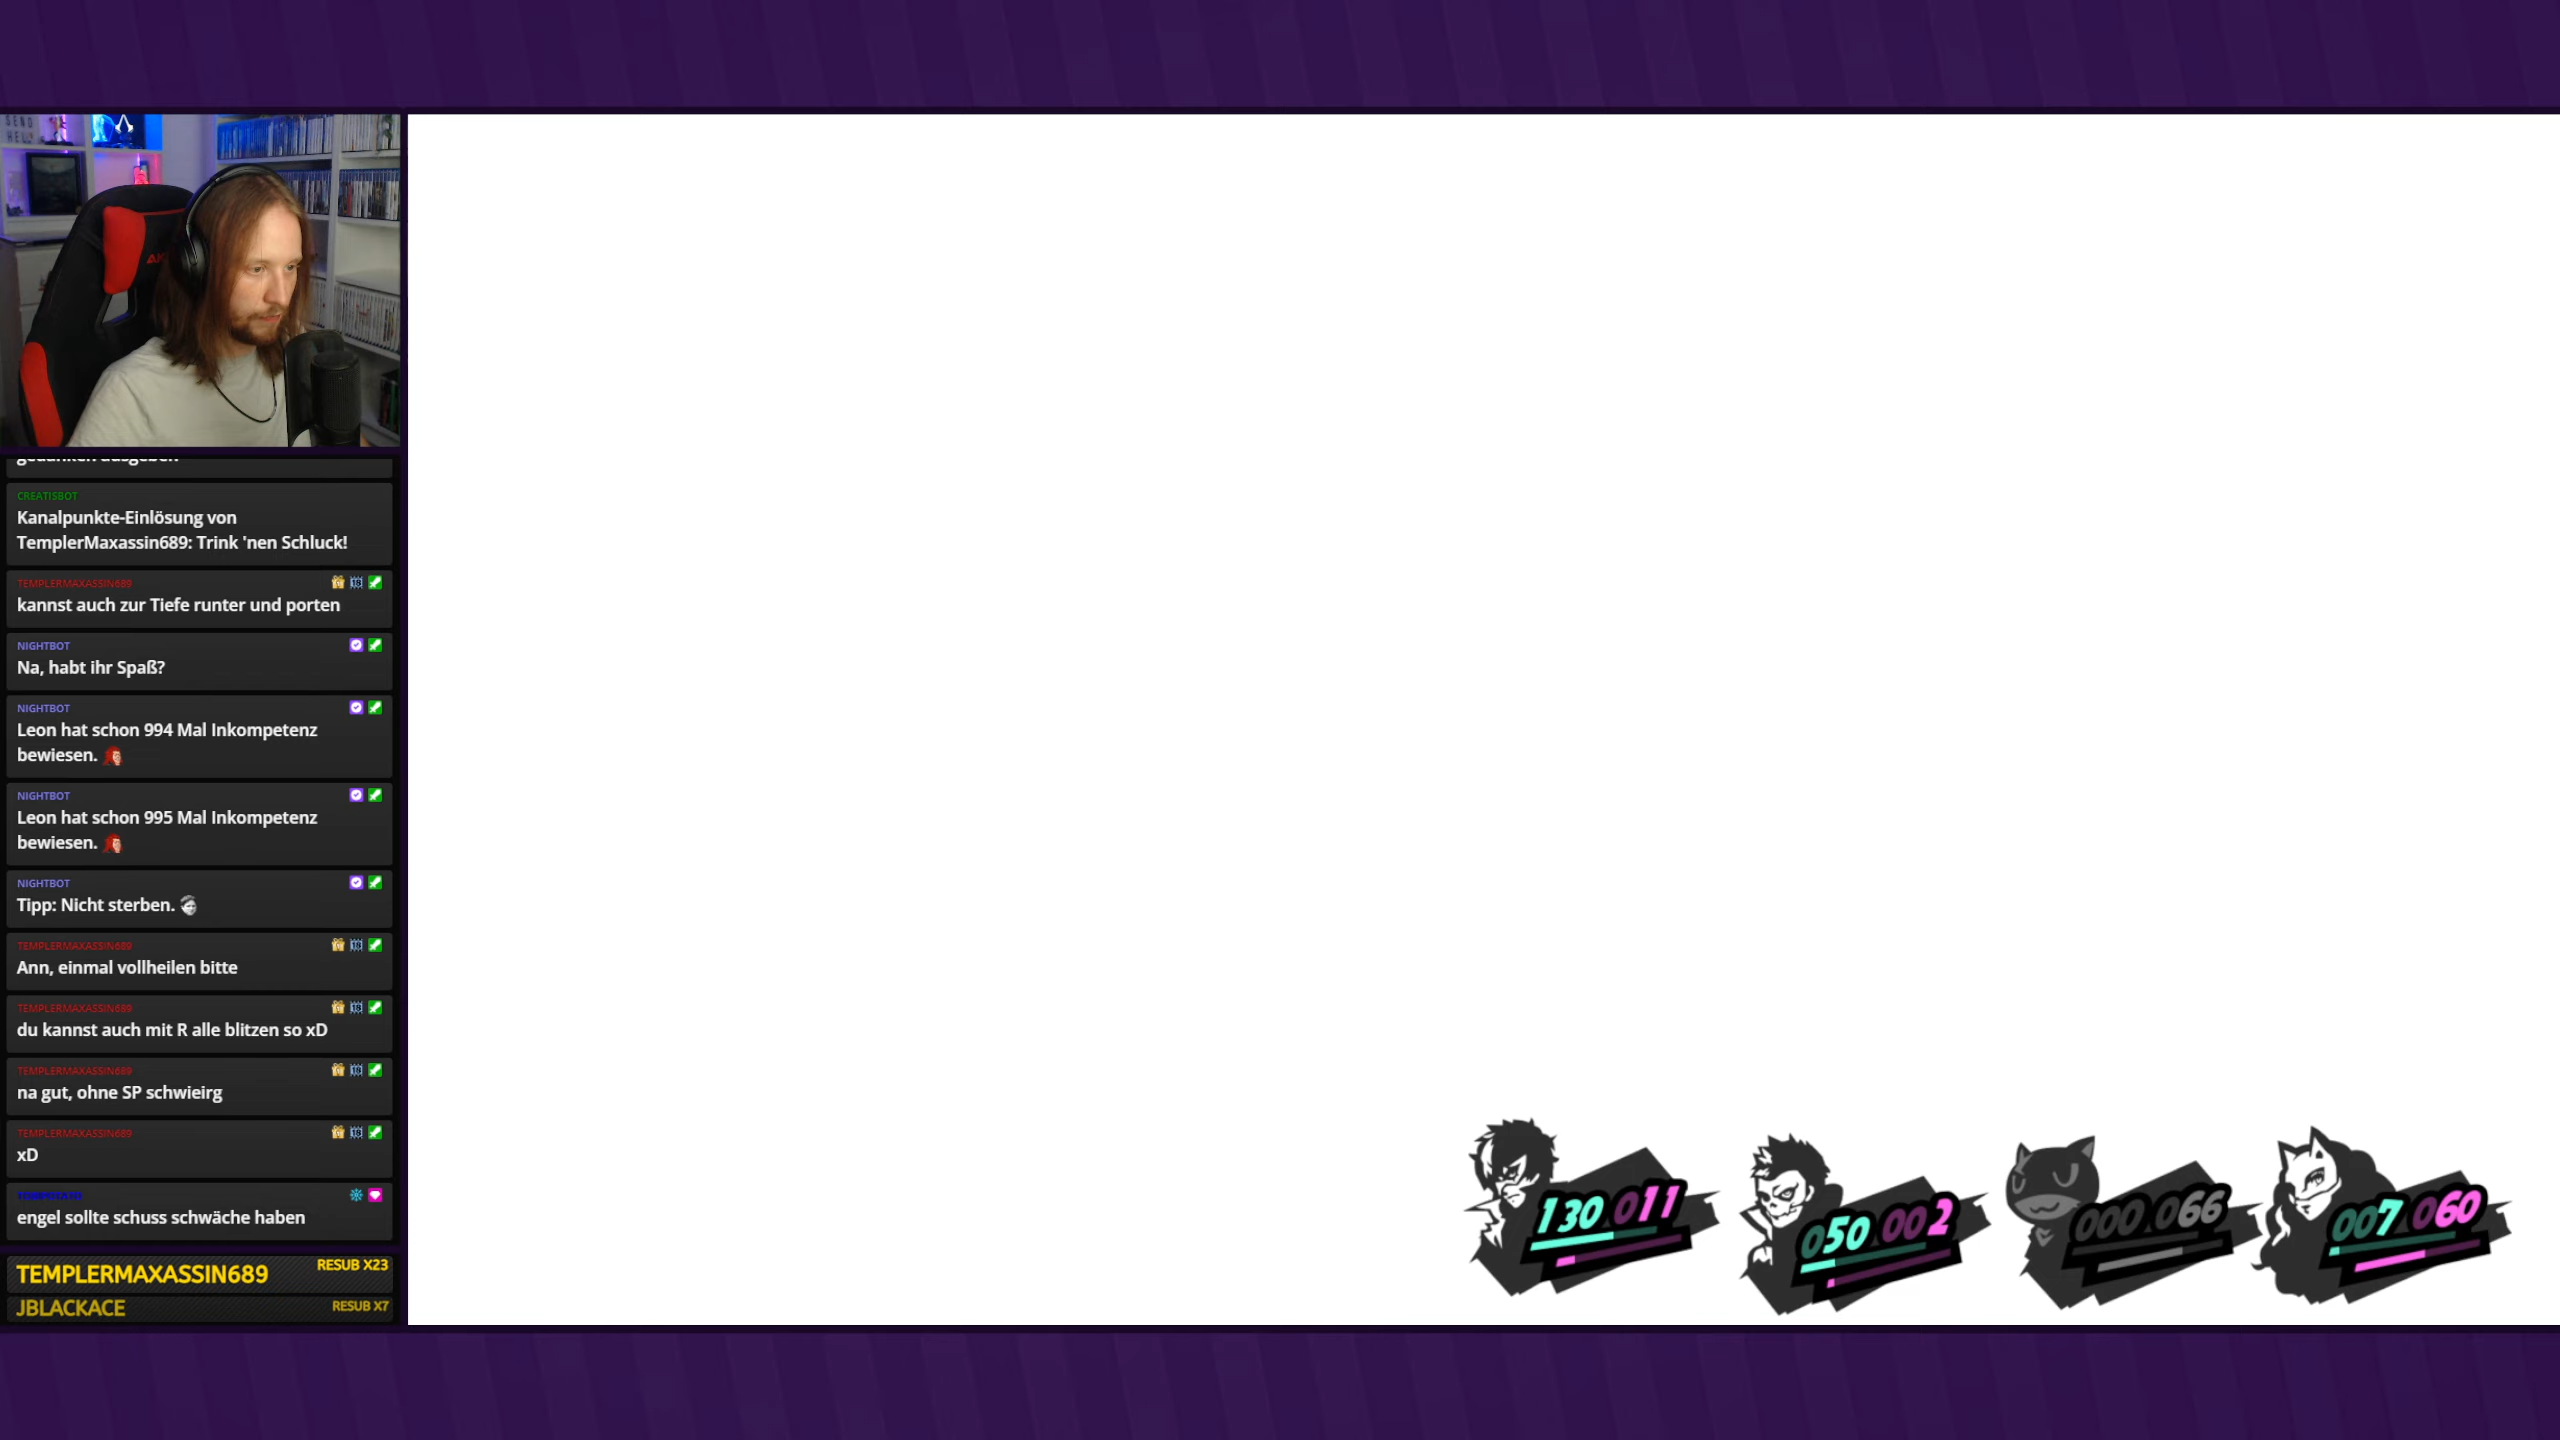 SEND
HEL
AK
CREATISBOT
Kanalpunkte-Einlösung von
TemplerMaxassin689: Trink 'nen Schluck!
TEMPLERMAXASSIN689
kannst auch zur Tiefe runter und porten
NIGHTBOT
Na, habt ihr Spaß?
NIGHTBOT
Leon hat schon 994 Mal Inkompetenz
bewiesen.
NIGHTBOT
Leon hat schon 995 Mal Inkompetenz
bewiesen.
NIGHTBOT
Tipp: Nicht sterben.
TEMPLERMAXASSIN689
Ann, einmal vollheilen bitte
TEMPLERMAXASSIN689
du kannst auch mit R alle blitzen so xD
TEMPLERMAXASSIN689
na gut, ohne SP schwieirg
TEMPLERMAXASSIN689
xD
engel sollte schuss schwäche haben
TEMPLERMAXASSIN689 RESUB X23
JBLACKACE RESUB X7
130 011
050 002
000 066
007 060